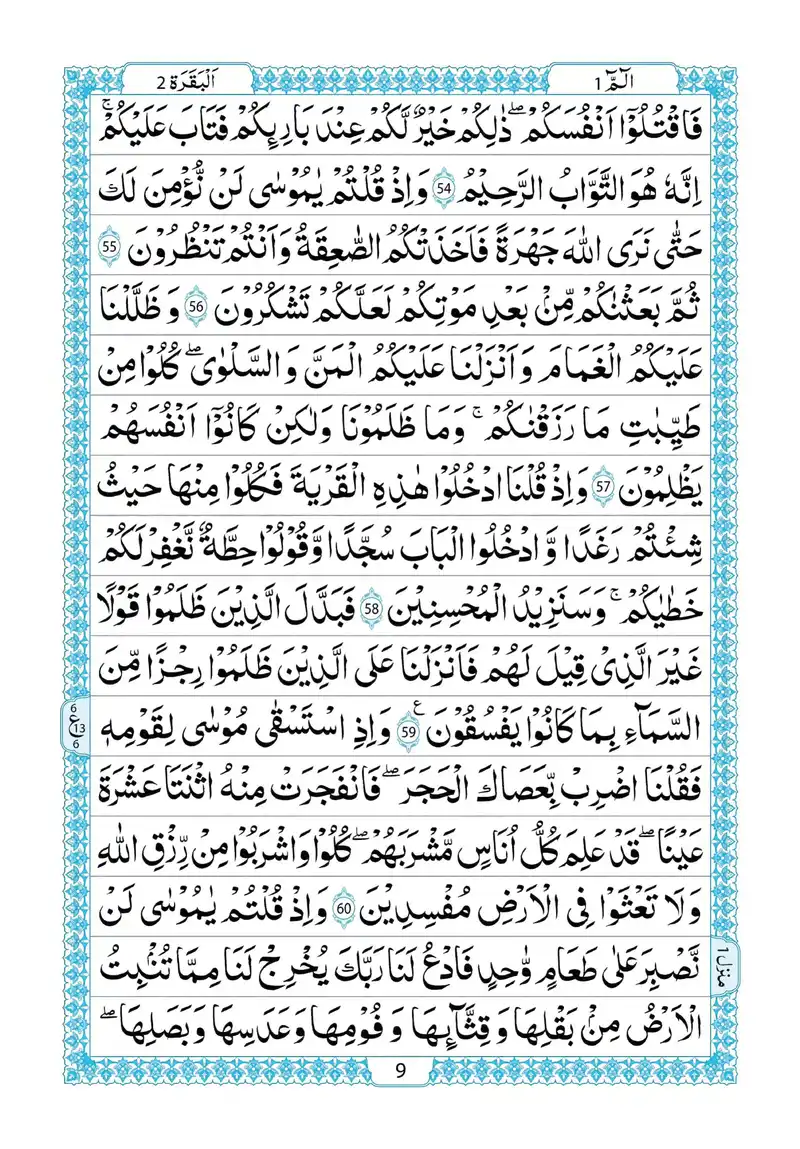 الٓمّٓ 1
اَلْبَقَرَة 2
فَاقْتُلُوْۤا اَنْفُسَكُمْ ؕ ذٰلِكُمْ خَيْرٌ لَّكُمْ عِنْدَ بَارِئِكُمْ فَتَابَ عَلَيْكُمْ ؕ
اِنَّهٗ هُوَ التَّوَّابُ الرَّحِيْمُ 54 وَاِذْ قُلْتُمْ يٰمُوْسٰى لَنْ نُّؤْمِنَ لَكَ
حَتّٰى نَرَى اللّٰهَ جَهْرَةً فَاَخَذَتْكُمُ الصّٰعِقَةُ وَاَنْتُمْ تَنْظُرُوْنَ 55
ثُمَّ بَعَثْنٰكُمْ مِّنْۢ بَعْدِ مَوْتِكُمْ لَعَلَّكُمْ تَشْكُرُوْنَ 56 وَظَلَّلْنَا
عَلَيْكُمُ الْغَمَامَ وَاَنْزَلْنَا عَلَيْكُمُ الْمَنَّ وَالسَّلْوٰى ۖ كُلُوْا مِنْ
طَيِّبٰتِ مَا رَزَقْنٰكُمْ ۚ وَمَا ظَلَمُوْنَا وَلٰكِنْ كَانُوْۤا اَنْفُسَهُمْ
يَظْلِمُوْنَ 57 وَاِذْ قُلْنَا ادْخُلُوْا هٰذِهِ الْقَرْيَةَ فَكُلُوْا مِنْهَا حَيْثُ
شِئْتُمْ رَغَدًا وَّادْخُلُوا الْبَابَ سُجَّدًا وَّقُوْلُوْا حِطَّةٌ نَّغْفِرْ لَكُمْ
خَطٰيٰكُمْ ۚ وَسَنَزِيْدُ الْمُحْسِنِيْنَ 58 فَبَدَّلَ الَّذِيْنَ ظَلَمُوْا قَوْلًا
غَيْرَ الَّذِىْ قِيْلَ لَهُمْ فَاَنْزَلْنَا عَلَى الَّذِيْنَ ظَلَمُوْا رِجْزًا مِّنَ
السَّمَآءِ بِمَا كَانُوْا يَفْسُقُوْنَ 59 ع وَاِذِ اسْتَسْقٰى مُوْسٰى لِقَوْمِهٖ
6 ع 13 6
فَقُلْنَا اضْرِبْ بِّعَصَاكَ الْحَجَرَ ۖ فَانْفَجَرَتْ مِنْهُ اثْنَتَا عَشْرَةَ
عَيْنًا ۖ قَدْ عَلِمَ كُلُّ اُنَاسٍ مَّشْرَبَهُمْ ۖ كُلُوْا وَاشْرَبُوْا مِنْ رِّزْقِ اللّٰهِ
وَلَا تَعْثَوْا فِى الْاَرْضِ مُفْسِدِيْنَ 60 وَاِذْ قُلْتُمْ يٰمُوْسٰى لَنْ
نَّصْبِرَ عَلٰى طَعَامٍ وَّاحِدٍ فَادْعُ لَنَا رَبَّكَ يُخْرِجْ لَنَا مِمَّا تُنْۢبِتُ
منزل 1
الْاَرْضُ مِنْۢ بَقْلِهَا وَقِثَّآئِهَا وَفُوْمِهَا وَعَدَسِهَا وَبَصَلِهَا ۖ
9